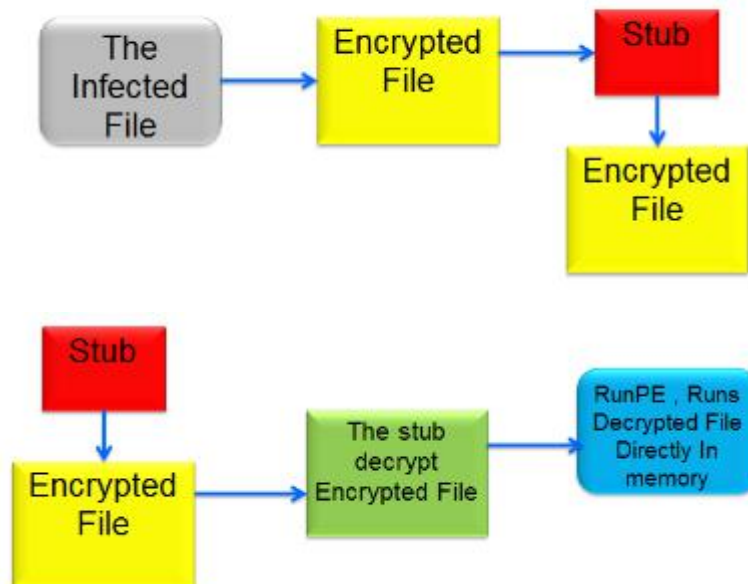 The
Infected
File
Encrypted
File
Stub
Encrypted
File
Stub
Encrypted
File
The stub
decrypt
Encrypted File
RunPE , Runs
Decrypted File
Directly In
memory